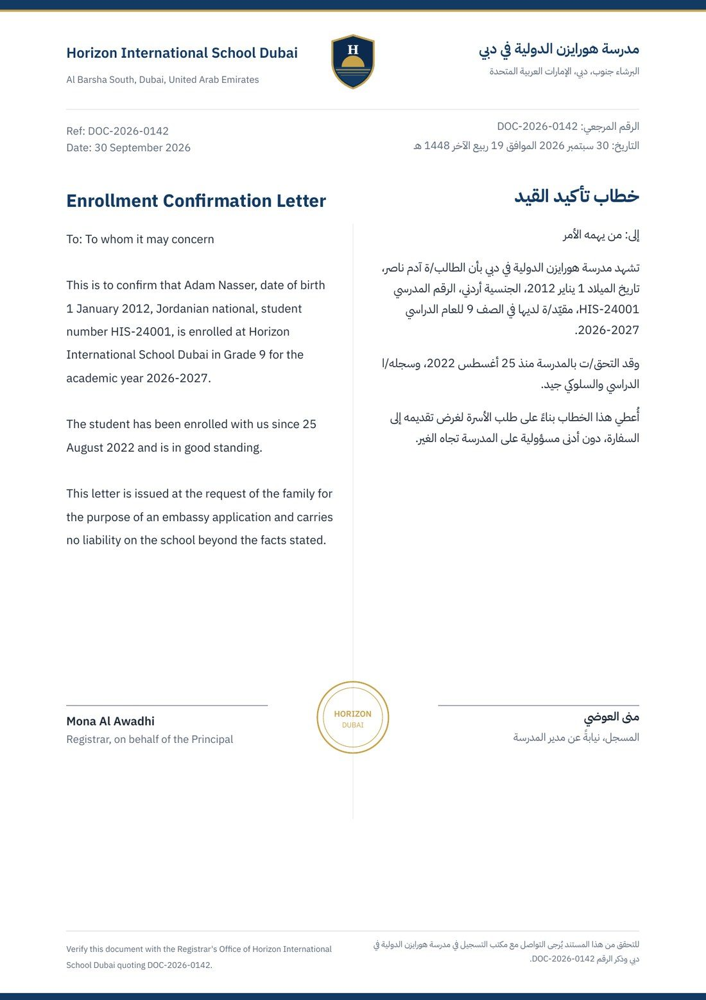 Horizon International School Dubai
Al Barsha South, Dubai, United Arab Emirates
H
مدرسة هورايزن الدولية في دبي
البرشاء جنوب، دبي، الإمارات العربية المتحدة
Ref: DOC-2026-0142
Date: 30 September 2026
الرقم المرجعي: DOC-2026-0142
التاريخ: 30 سبتمبر 2026 الموافق 19 ربيع الآخر 1448 هـ
Enrollment Confirmation Letter
To: To whom it may concern
This is to confirm that Adam Nasser, date of birth
1 January 2012, Jordanian national, student
number HIS-24001, is enrolled at Horizon
International School Dubai in Grade 9 for the
academic year 2026-2027.
The student has been enrolled with us since 25
August 2022 and is in good standing.
This letter is issued at the request of the family for
the purpose of an embassy application and carries
no liability on the school beyond the facts stated.
خطاب تأكيد القيد
إلى: من يهمه الأمر
تشهد مدرسة هورايزن الدولية في دبي بأن الطالب/ة آدم ناصر،
تاريخ الميلاد 1 يناير 2012، الجنسية أردني، الرقم المدرسي
HIS-24001، مقيّد/ة لديها في الصف 9 للعام الدراسي
2026-2027.
وقد التحق/ت بالمدرسة منذ 25 أغسطس 2022، وسجله/ا
الدراسي والسلوكي جيد.
أُعطي هذا الخطاب بناءً على طلب الأسرة لغرض تقديمه إلى
السفارة، دون أدنى مسؤولية على المدرسة تجاه الغير.
Mona Al Awadhi
Registrar, on behalf of the Principal
HORIZON
DUBAI
منى العوضي
المسجل، نيابةً عن مدير المدرسة
Verify this document with the Registrar's Office of Horizon International
School Dubai quoting DOC-2026-0142.
للتحقق من هذا المستند يُرجى التواصل مع مكتب التسجيل في مدرسة هورايزن الدولية في
دبي وذكر الرقم DOC-2026-0142.